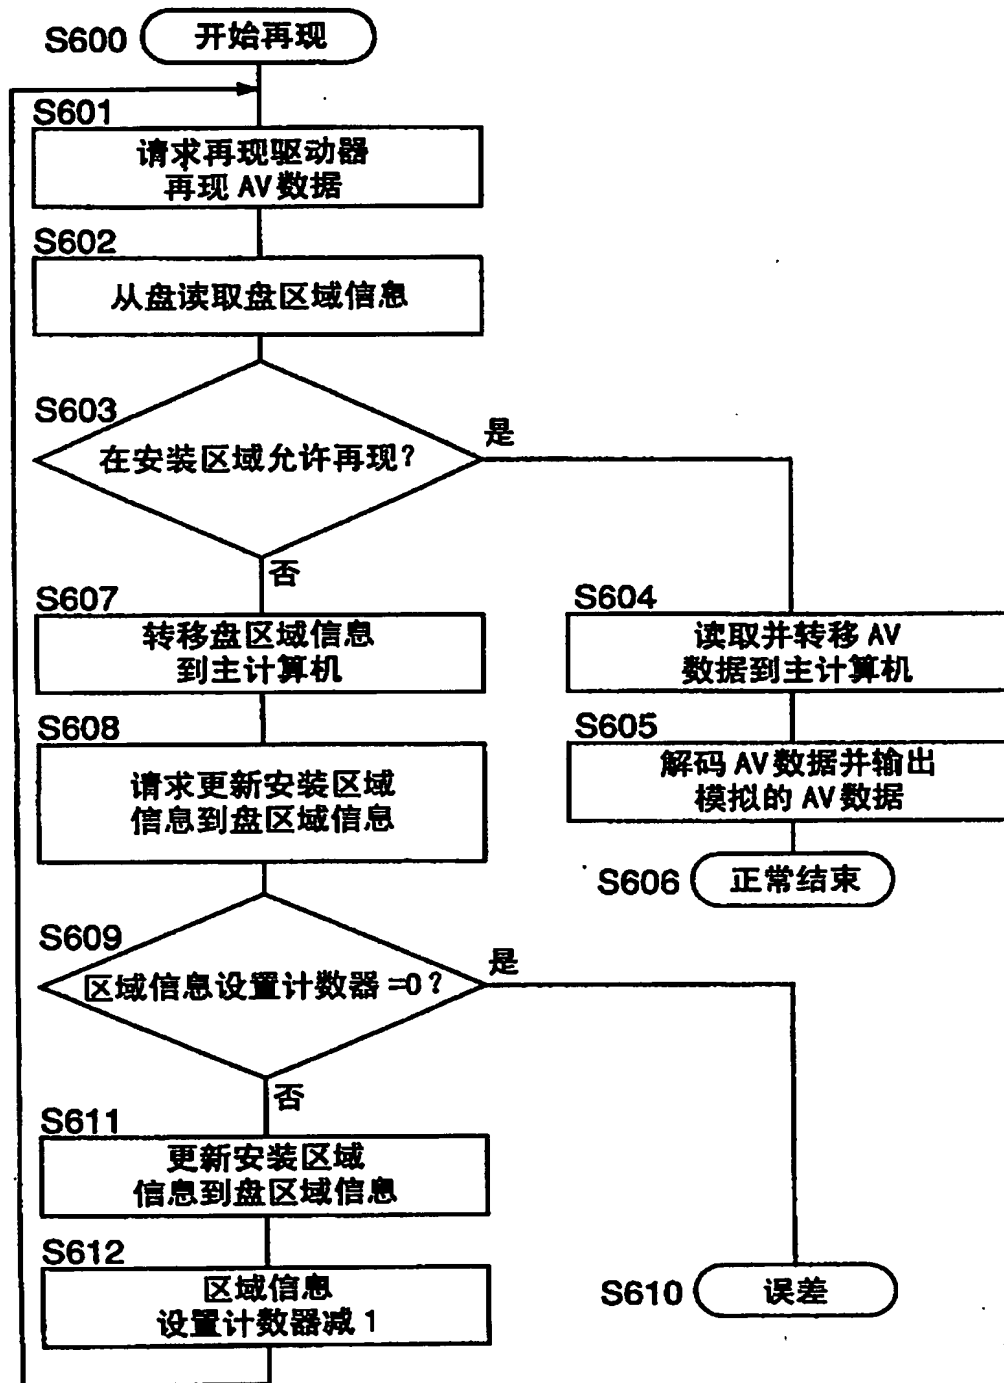 S600
开始再现
S601
请求再现驱动器
再现 AV 数据
S602
从盘读取盘区域信息
S603
在安装区域允许再现?
是
否
S607
转移盘区域信息
到主计算机
S604
读取并转移 AV
数据到主计算机
S608
请求更新安装区域
信息到盘区域信息
S605
解码 AV 数据并输出
模拟的 AV 数据
S606
正常结束
S609
区域信息设置计数器 =0?
是
否
S611
更新安装区域
信息到盘区域信息
S612
区域信息
设置计数器减 1
S610
误差